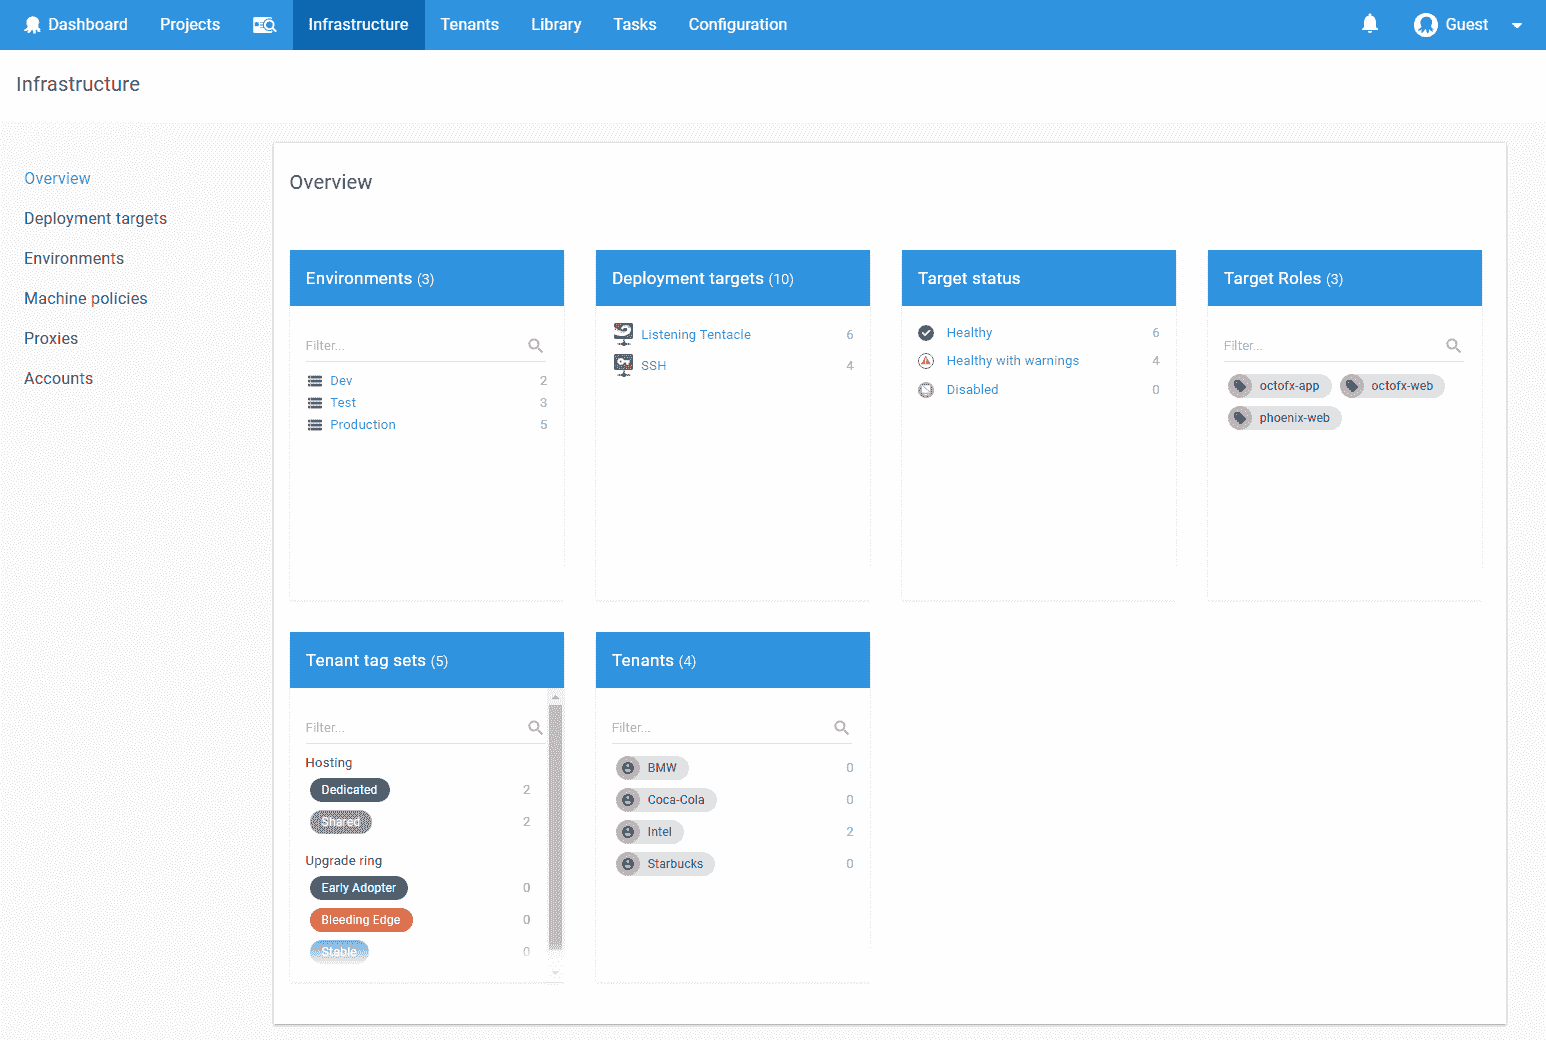 Dashboard Projects Infrastructure Tenants Library Tasks Configuration Guest
Infrastructure
Overview
Deployment targets
Environments
Machine policies
Proxies
Accounts
Overview
Environments (3)
Filter...
Dev 2
Test 3
Production 5
Deployment targets (10)
Listening Tentacle 6
SSH 4
Target status
Healthy 6
Healthy with warnings 4
Disabled 0
Target Roles (3)
Filter...
octofx-app octofx-web
phoenix-web
Tenant tag sets (5)
Filter...
Hosting
Dedicated 2
Shared 2
Upgrade ring
Early Adopter 0
Bleeding Edge 0
Stable 0
Tenants (4)
Filter...
BMW 0
Coca-Cola 0
Intel 2
Starbucks 0